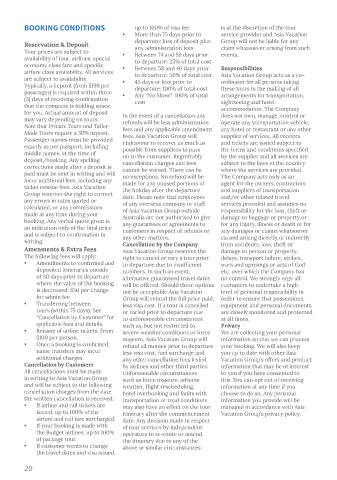 BOOKING CONDITIONS
Reservation & Deposit
Tour prices are subject to
availability of tour, airlines, special
economy class fare and specific
airfare class availability. All services
are subject to availability.
Typically, a deposit (from $199 per
passenger) is required within three
(3) days of receiving confirmation
that the company is holding space
for you. Actual amount of deposit
may vary depending on tours.
Note that Private Tours and Tailor-
Made Tours require a 30% deposit.
Passenger names must be provided
exactly as per passport, including
middle names, at the time of
deposit/booking. Any spelling
corrections made after a deposit is
paid must be sent in writing and will
incur additional fees, including any
ticket reissue fees. Asia Vacation
Group reserves the right to correct
any errors in rates quoted or
calculated, or any commissions
made at any time during your
booking. Any verbal quote given is
an indication only of the final price
and is subject to confirmation in
writing.
Amendments & Extra Fees
The following fees will apply
• Amendments to confirmed and
deposited itineraries outside
of 30 days prior to departure
where the value of the booking
is decreased: $50 per change
for admin fee.
• Transferring between
tours (within 75 days): See
"Cancellation by Customer" for
applicable fees and details.
• Re-issue of airline tickets: from
• $100 per person.
• Once a booking is confirmed,
name transfers may incur
additional charges.
Cancellation by Customers
All cancellations must be made
in writing to Asia Vacation Group
and will be subject to the following
cancellation charges from the date
the written cancellation is received:
• If airline and rail tickets are
issued, up to 100% of the
airfare and rail fare surcharged.
• If your booking is made with
the Budget airlines, up to 100%
of package tour.
• If customer wants to change
the travel dates and visa issued,
up to 100% of visa fee.
• More than 75 days prior to
departure: loss of deposit plus
any administration fees
• Between 74 and 59 days prior
to departure: 25% of total cost
• Between 58 and 46 days prior
to departure: 50% of total cost
• 45 days or less prior to
departure: 100% of total cost
• Any "No Show": 100% of total
cost
In the event of a cancellation any
refunds will be less administration
fees and any applicable amendment
fees. Asia Vacation Group will
endeavour to recover as much as
possible from suppliers to pass
on to the customer. Regrettably
cancellation charges and fees
cannot be waived. There can be
no exceptions. No refund will be
made for any unused portions of
the holiday after the departure
date. Please note that employees
of any overseas company or staff
of Asia Vacation Group outside
Australia are not authorised to give
any guarantees or agreements to
customers in respect of refunds or
any other matters.
Cancellation by the Company
Asia Vacation Group reserves the
right to cancel or vary a tour prior
to departure due to insufficient
numbers. In such an event,
alternative guaranteed travel dates
will be offered. Should these options
not be acceptable Asia Vacation
Group will refund the full price paid,
less visa cost. If a tour is cancelled
or varied prior to departure due
to unforeseeable circumstances
such as, but not restricted to,
severe weather conditions or force
majeure, Asia Vacation Group will
refund all monies prior to departure
less visa cost, fuel surcharge and
any other cancellation fees levied
by airlines and other third parties.
Unforeseeable circumstances
such as force majeure, adverse
weather, flight rescheduling,
hotel overbooking and faults with
transportation or road conditions
may also have an effect on the tour
itinerary after the commencement
date. Any decision made in respect
of tour services by independent
operators to re-route or amend
the itinerary due to any of the
above or similar circumstances
is at the discretion of the tour
service provider and Asia Vacation
Group will not be liable for any
claims whatsoever arising from such
events.
Responsibilities
Asia Vacation Group acts as a co-
ordinator for all persons taking
these tours in the making of all
arrangements for transportation,
sightseeing and hotel
accommodation. The Company
does not own, manage, control or
operate any transportation vehicle,
any hotel or restaurant or any other
supplier of services. All receipts
and tickets are issued subject to
the terms and conditions specified
by the supplier and all services are
subject to the laws of the country
where the services are provided.
The Company acts only as an
agent for the owners, contractors
and suppliers of transportation
and/or other related travel
services provided and assumes no
responsibility for the loss, theft or
damage to baggage or property or
for any injury, illness or death or for
any damages or claims whatsoever
caused arising directly or indirectly
from accidents, loss, theft or
damage to person or property,
delays, transport failure, strikes,
wars and uprisings or acts of God
etc, over which the Company has
no control. We strongly urge all
customers to undertake a high
level of personal responsibility in
order to ensure that possessions,
equipment and personal documents
are closely monitored and protected
at all times.
Privacy
We are collecting your personal
information so that we can process
your booking. We will also keep
you up to date with other Asia
Vacation Group's offers and product
information that may be of interest
to you if you have consented to
this. You can opt out of receiving
information at any time if you
choose to do so. Any personal
information you provide will be
managed in accordance with Asia
Vacation Group's privacy policy.
20